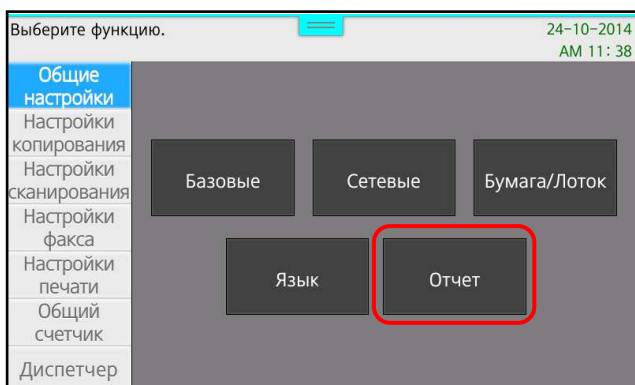 Выберите функцию.
24-10-2014
AM 11: 38
Общие
настройки
Настройки
копирования
Настройки
сканирования
Настройки
факса
Настройки
печати
Общий
счетчик
Диспетчер
Базовые
Сетевые
Бумага/Лоток
Язык
Отчет